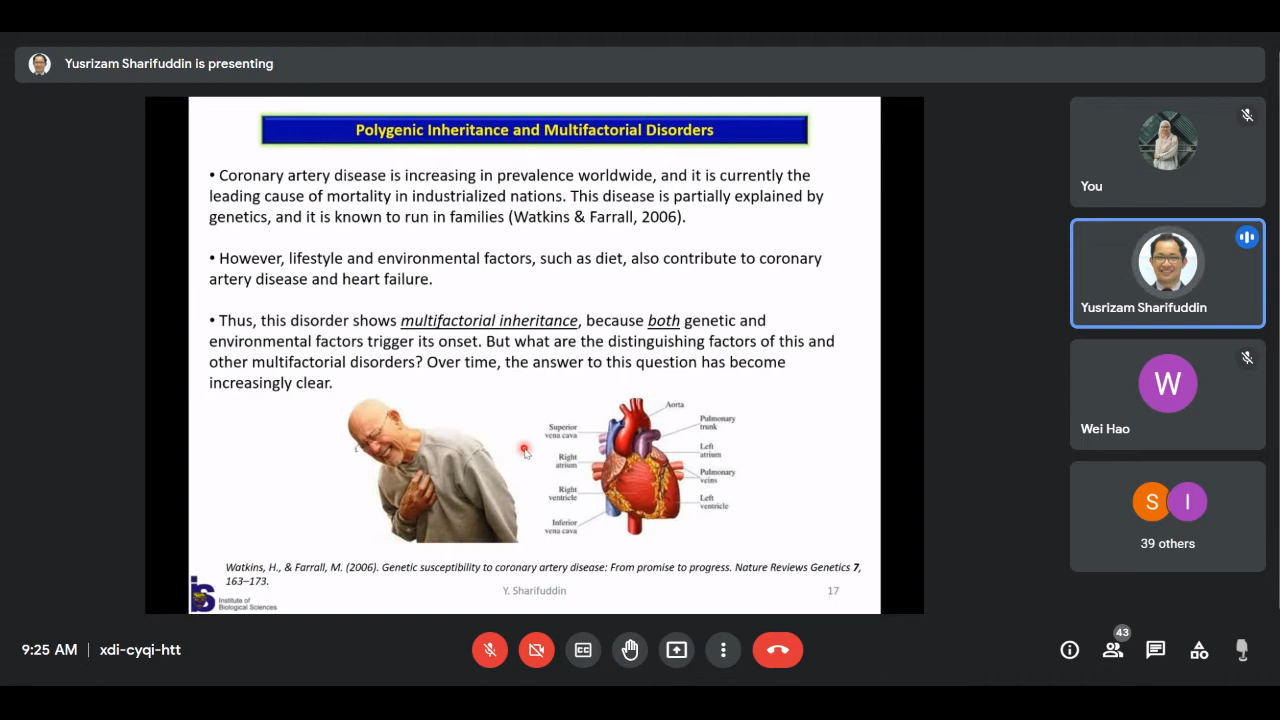 Yusrizam Sharifuddin is presenting
Polygenic Inheritance and Multifactorial Disorders
• Coronary artery disease is increasing in prevalence worldwide, and it is currently the
leading cause of mortality in industrialized nations. This disease is partially explained by
genetics, and it is known to run in families (Watkins & Farrall, 2006).
• However, lifestyle and environmental factors, such as diet, also contribute to coronary
artery disease and heart failure.
• Thus, this disorder shows multifactorial inheritance, because both genetic and
environmental factors trigger its onset. But what are the distinguishing factors of this and
other multifactorial disorders? Over time, the answer to this question has become
increasingly clear.
Aorta
Superior
vena cava
Pulmonary
trunk
Right
atrium
Left
atrium
Pulmonary
veins
Right
ventricle
Left
ventricle
Inferior
vena cava
Watkins, H., & Farrall, M. (2006). Genetic susceptibility to coronary artery disease: From promise to progress. Nature Reviews Genetics 7,
163–173.
isb
Institute of
Biological Sciences
Y. Sharifuddin
17
You
Yusrizam Sharifuddin
W
Wei Hao
S
I
39 others
9:25 AM
xdi-cyqi-htt
CC
43